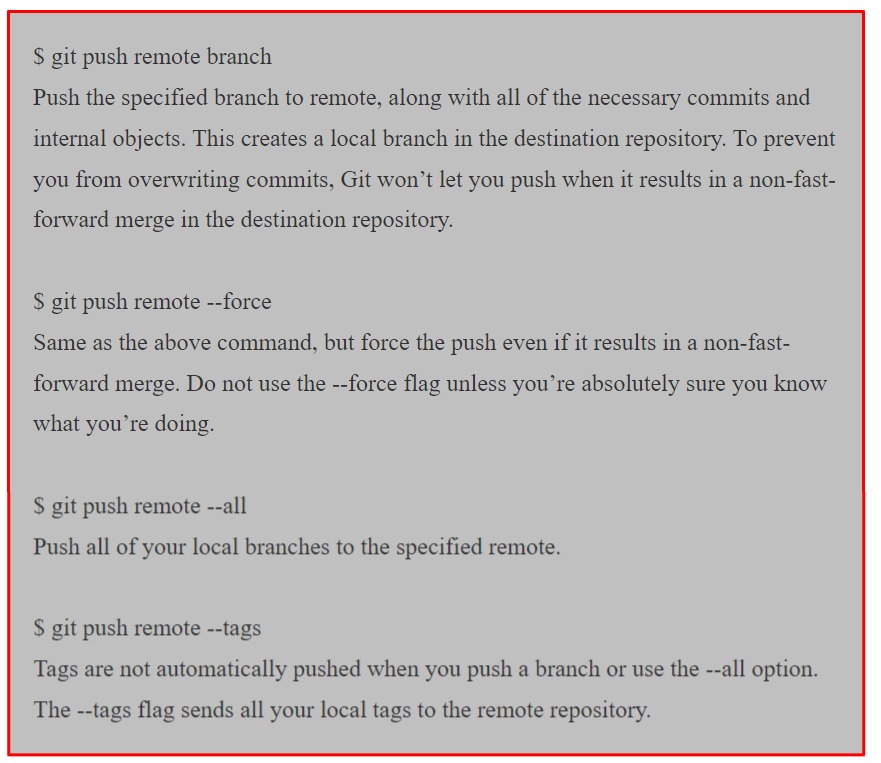 $ git push remote branch
Push the specified branch to remote, along with all of the necessary commits and
internal objects. This creates a local branch in the destination repository. To prevent
you from overwriting commits, Git won’t let you push when it results in a non-fast-
forward merge in the destination repository.
$ git push remote --force
Same as the above command, but force the push even if it results in a non-fast-
forward merge. Do not use the --force flag unless you’re absolutely sure you know
what you’re doing.
$ git push remote --all
Push all of your local branches to the specified remote.
$ git push remote --tags
Tags are not automatically pushed when you push a branch or use the --all option.
The --tags flag sends all your local tags to the remote repository.